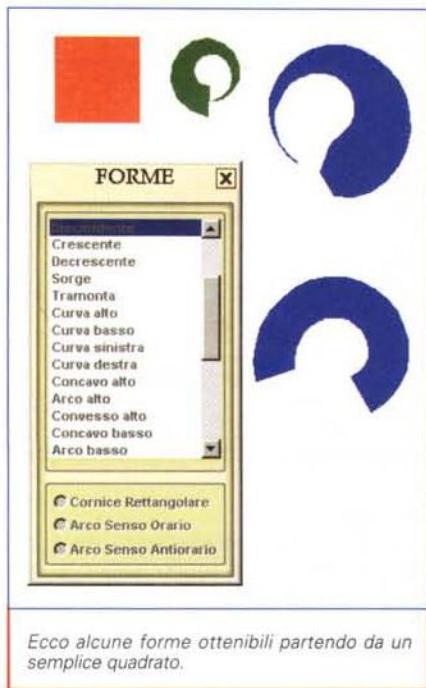 FORME
Crescente
Decrescente
Sorge
Tramonta
Curva alto
Curva basso
Curva sinistra
Curva destra
Concavo alto
Arco alto
Convesso alto
Concavo basso
Arco basso
Cornice Rettangolare
Arco Senso Orario
Arco Senso Antiorario
Ecco alcune forme ottenibili partendo da un
semplice quadrato.